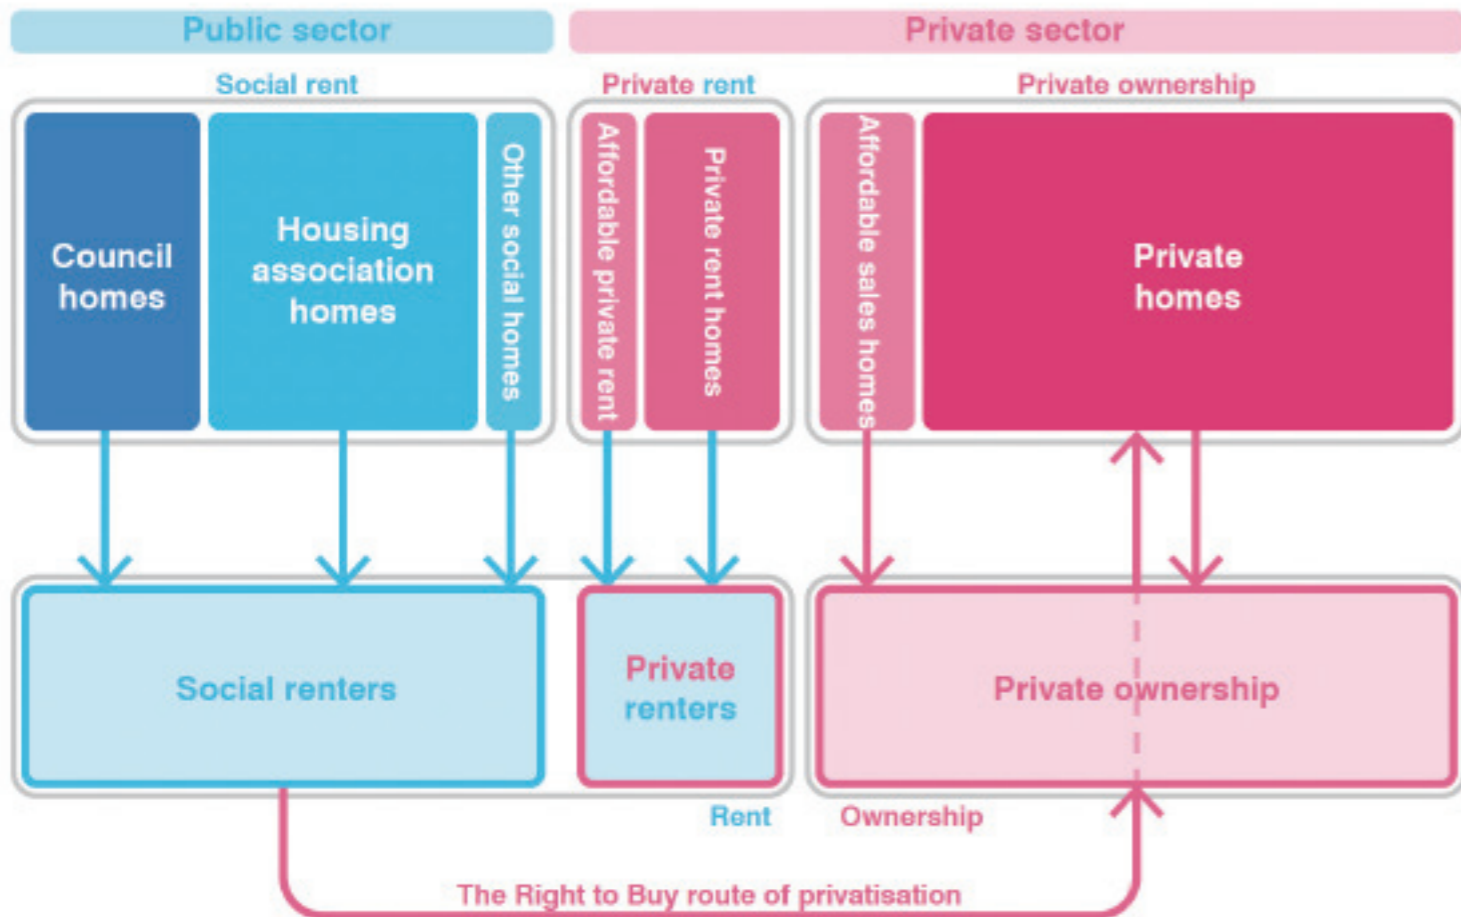 Public sector
Private sector
Social rent
Private rent
Private ownership
Council
homes
Housing
association
homes
Other social homes
Affordable private rent
Private rent homes
Affordable sales homes
Private
homes
Social renters
Private
renters
Private ownership
Rent
Ownership
The Right to Buy route of privatisation